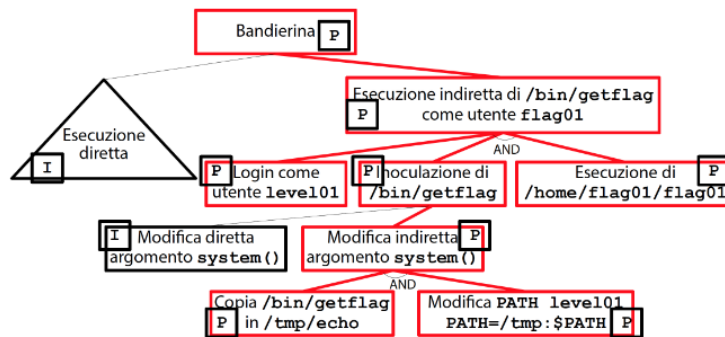 Bandierina P
Esecuzione indiretta di /bin/getflag
P come utente flag01
Esecuzione
diretta
I
AND
P Login come
utente level01
P Inoculazione di
/bin/getflag
Esecuzione di P
/home/flag01/flag01
I Modifica diretta
argomento system()
Modifica indiretta P
argomento system()
AND
Copia /bin/getflag
P in /tmp/echo
Modifica PATH level01
PATH=/tmp:$PATH P